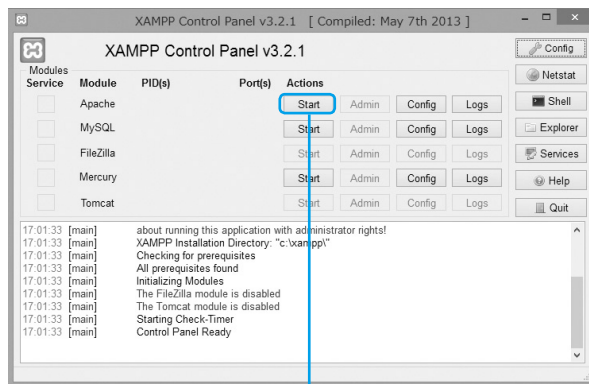 XAMPP Control Panel v3.2.1 [ Compiled: May 7th 2013 ]
XAMPP Control Panel v3.2.1
Config
Modules
Service Module PID(s) Port(s) Actions
Netstat
Apache Start Admin Config Logs
Shell
MySQL Start Admin Config Logs
Explorer
FileZilla Start Admin Config Logs
Services
Mercury Start Admin Config Logs
Help
Tomcat Start Admin Config Logs
Quit
17:01:33 [main] about running this application with administrator rights!
17:01:33 [main] XAMPP Installation Directory: "c:\xampp\"
17:01:33 [main] Checking for prerequisites
17:01:33 [main] All prerequisites found
17:01:33 [main] Initializing Modules
17:01:33 [main] The FileZilla module is disabled
17:01:33 [main] The Tomcat module is disabled
17:01:33 [main] Starting Check-Timer
17:01:33 [main] Control Panel Ready